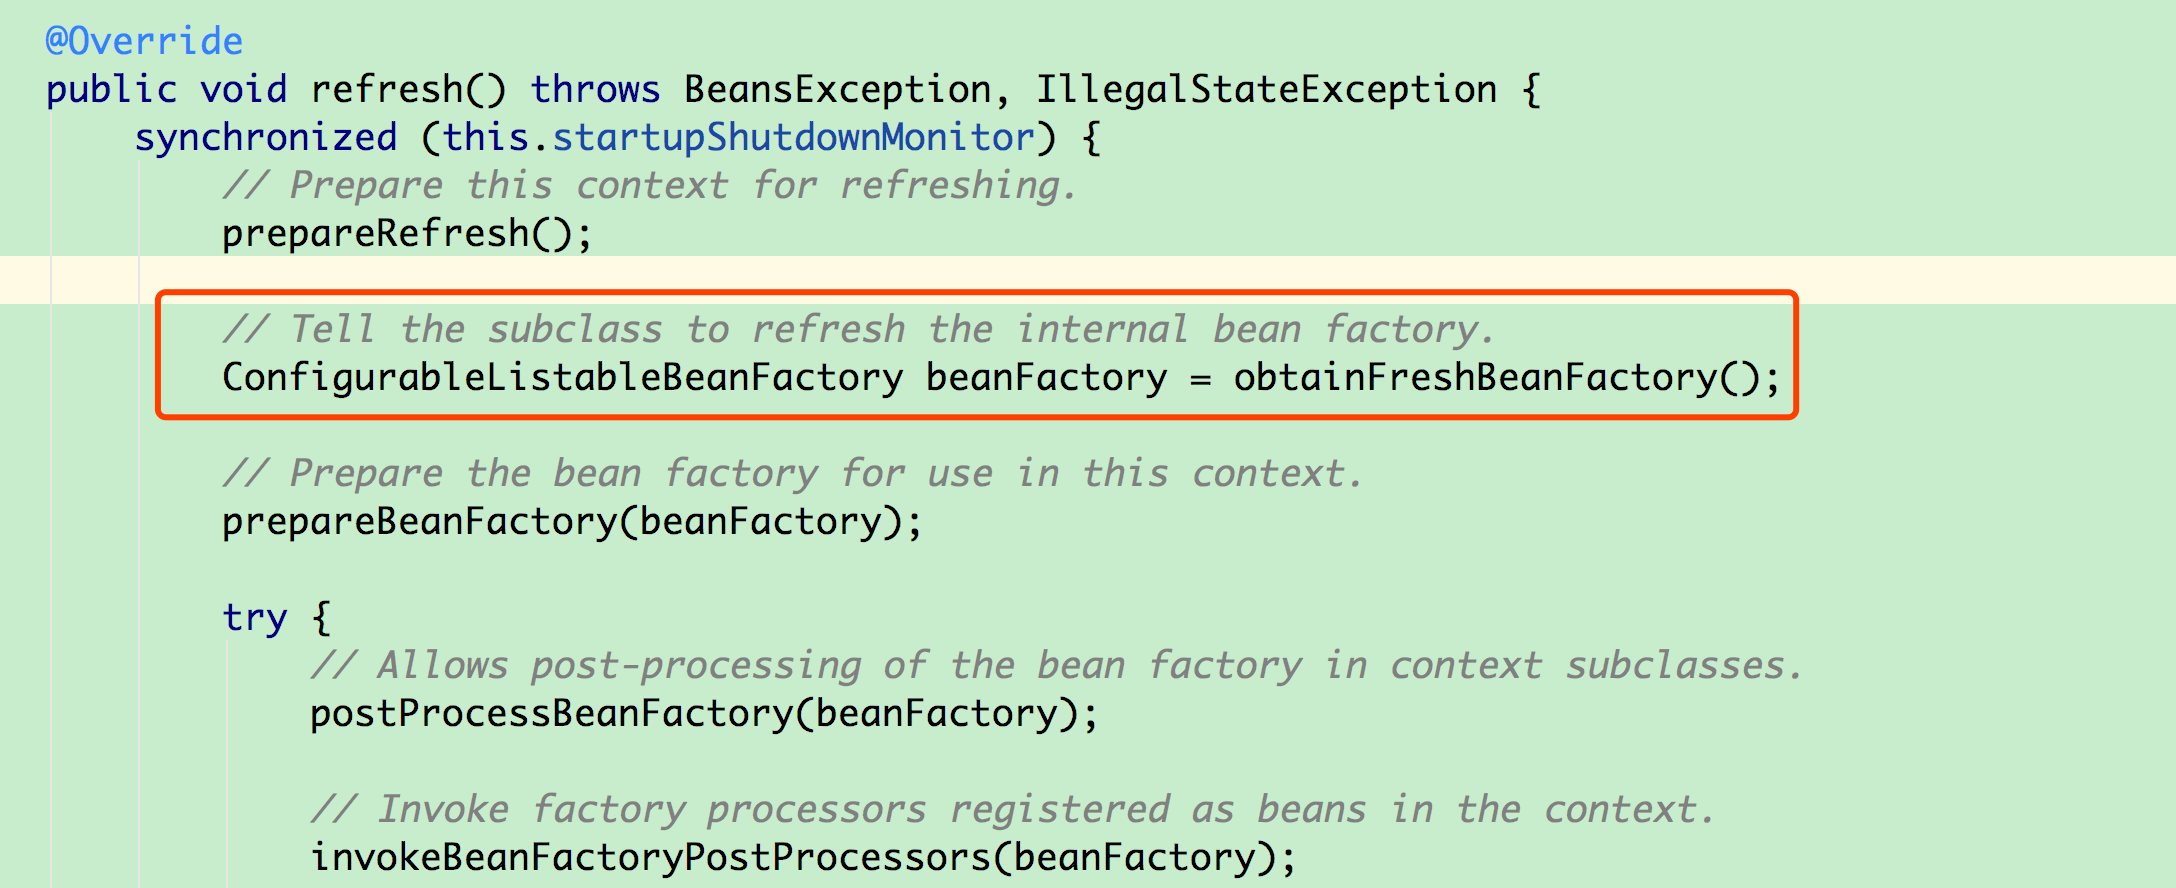 @Override
public void refresh() throws BeansException, IllegalStateException {
synchronized (this.startupShutdownMonitor) {
// Prepare this context for refreshing.
prepareRefresh();
// Tell the subclass to refresh the internal bean factory.
ConfigurableListableBeanFactory beanFactory = obtainFreshBeanFactory();
// Prepare the bean factory for use in this context.
prepareBeanFactory(beanFactory);
try {
// Allows post-processing of the bean factory in context subclasses.
postProcessBeanFactory(beanFactory);
// Invoke factory processors registered as beans in the context.
invokeBeanFactoryPostProcessors(beanFactory);